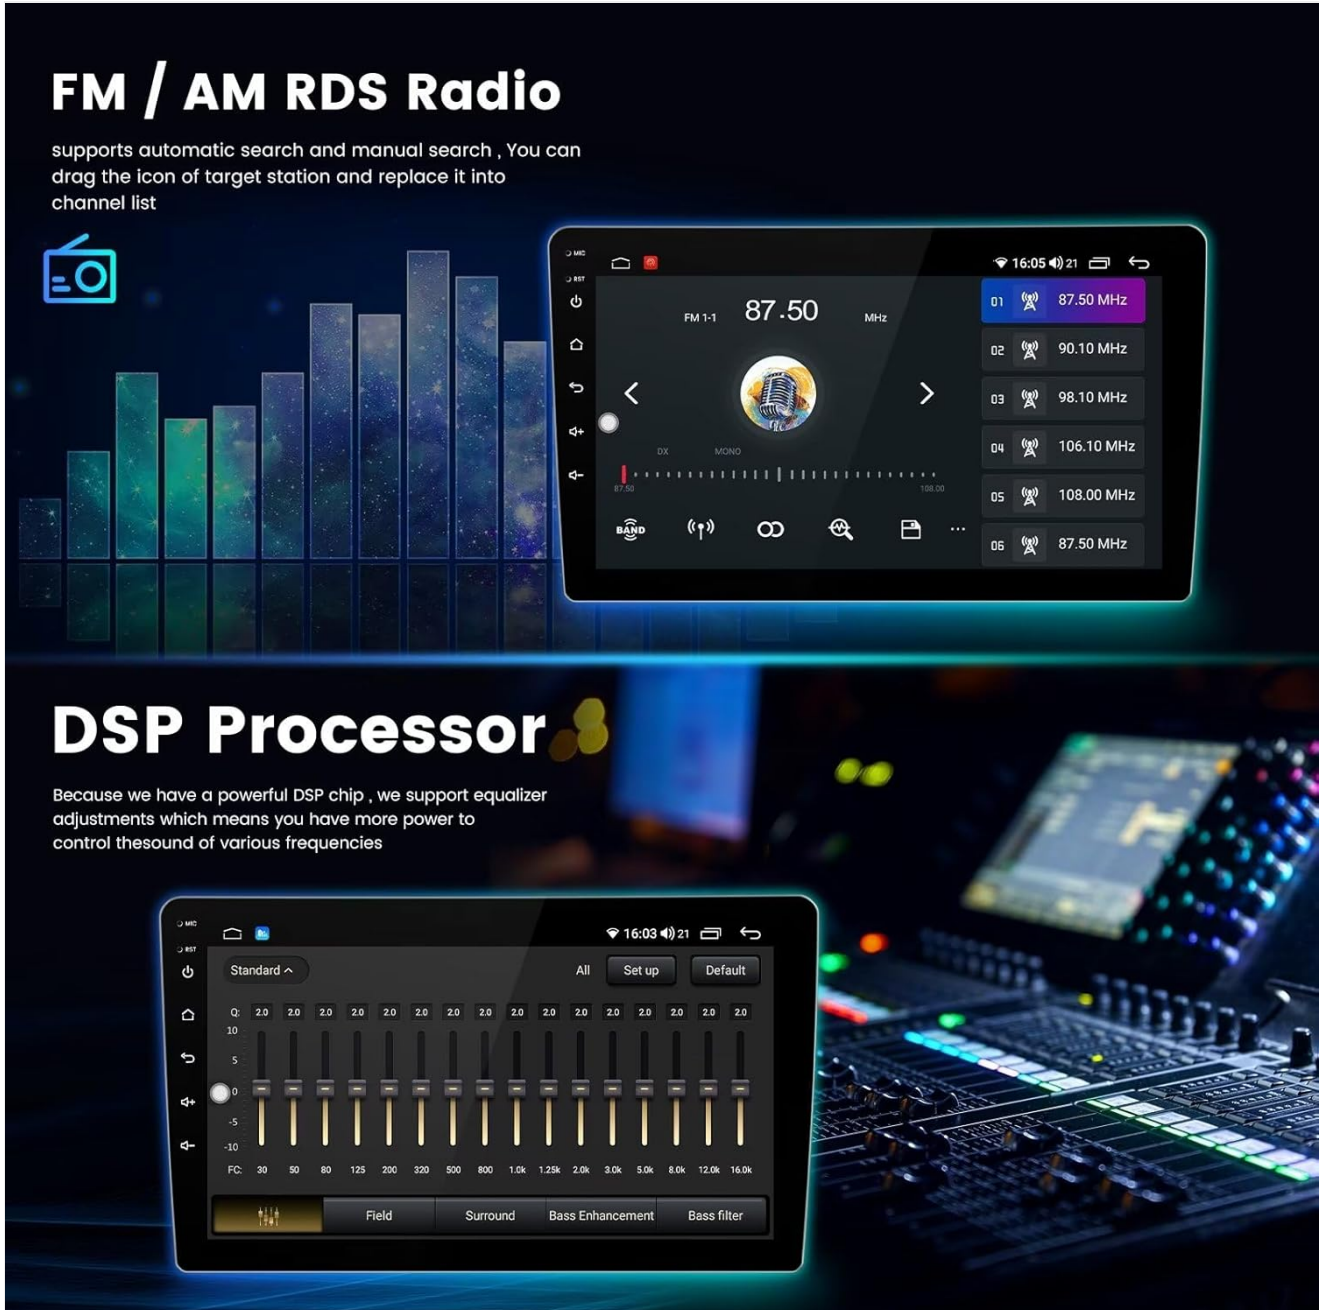 FM / AM RDS Radio
supports automatic search and manual search , You can
drag the icon of target station and replace it into
channel list
MIC
RST
16:05 21
FM 1-1 87.50 MHz
DX MONO
87.50 108.00
BAND
01 87.50 MHz
02 90.10 MHz
03 98.10 MHz
04 106.10 MHz
05 108.00 MHz
06 87.50 MHz
DSP Processor
Because we have a powerful DSP chip , we support equalizer
adjustments which means you have more power to
control thesound of various frequencies
MIC
RST
16:03 21
Standard All Set up Default
Q: 2.0 2.0 2.0 2.0 2.0 2.0 2.0 2.0 2.0 2.0 2.0 2.0 2.0 2.0 2.0 2.0
10
5
0
-5
-10
FC: 30 50 80 125 200 320 500 800 1.0k 1.25k 2.0k 3.0k 5.0k 8.0k 12.0k 16.0k
Field Surround Bass Enhancement Bass filter